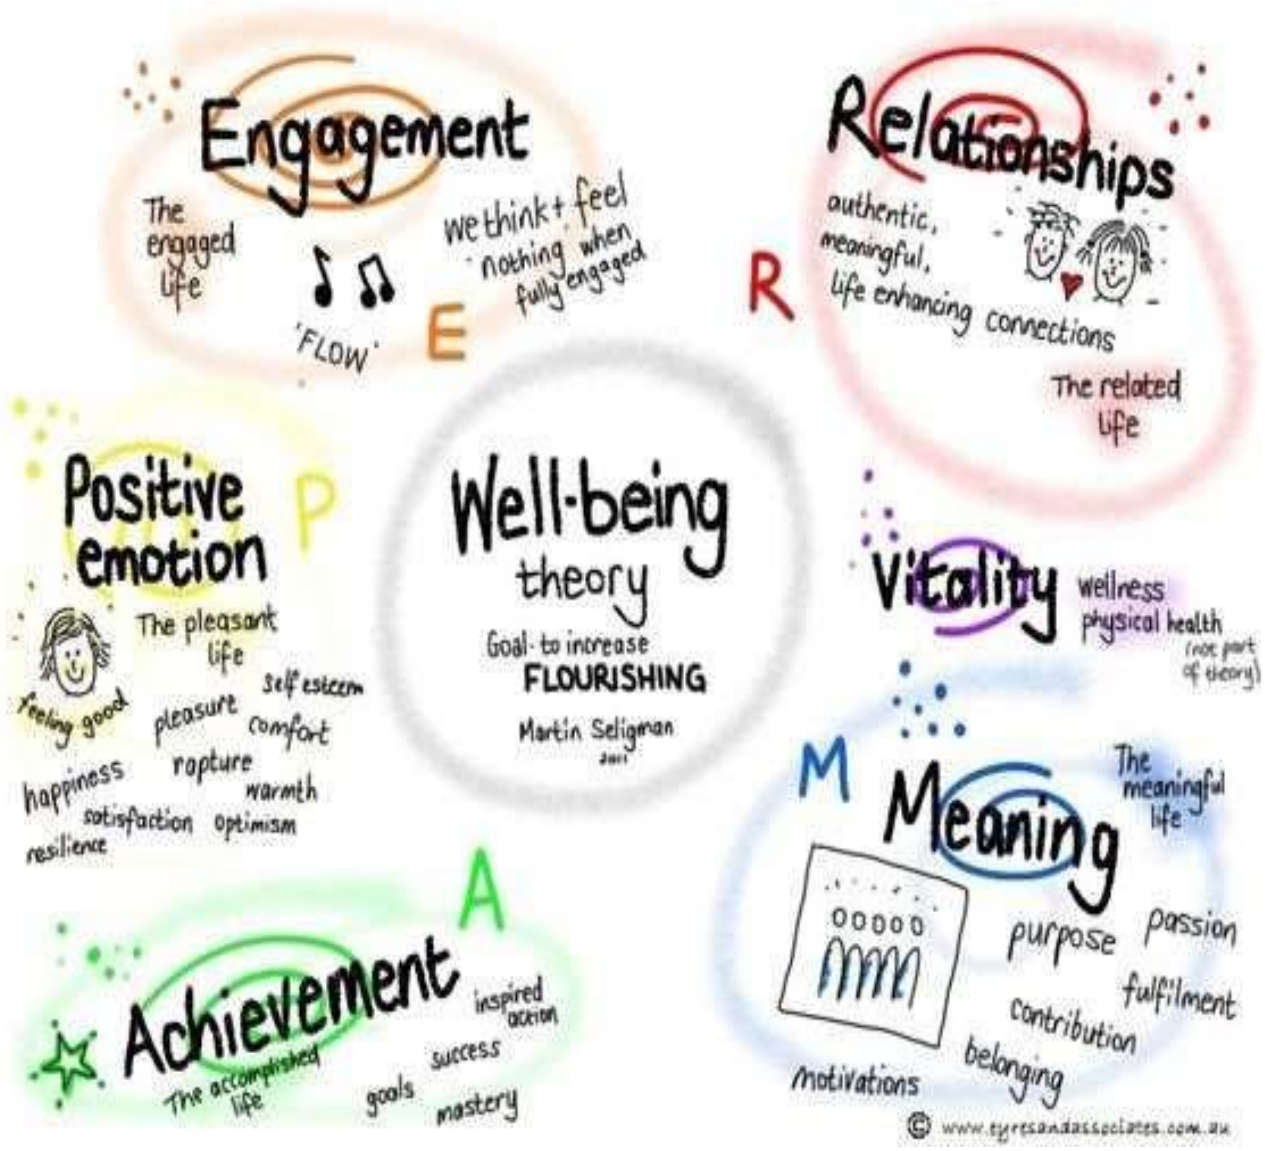 Engagement
The
engaged
life
'FLOW'
we think + feel
nothing when
fully engaged
E
Relationships
authentic,
meaningful,
life enhancing connections
The related
life
R
Positive
emotion
P
The pleasant
life
feeling good
self esteem
pleasure
comfort
happiness
rapture
warmth
satisfaction
optimism
resilience
Well-being
theory
Goal - to increase
FLOURISHING
Martin Seligman
2011
Vitality
wellness
physical health
(not part
of theory)
M
Meaning
The
meaningful
life
purpose
passion
fulfilment
contribution
belonging
motivations
A
Achievement
The accomplished
life
inspired
action
success
goals
mastery
© www.eyresandassociates.com.au